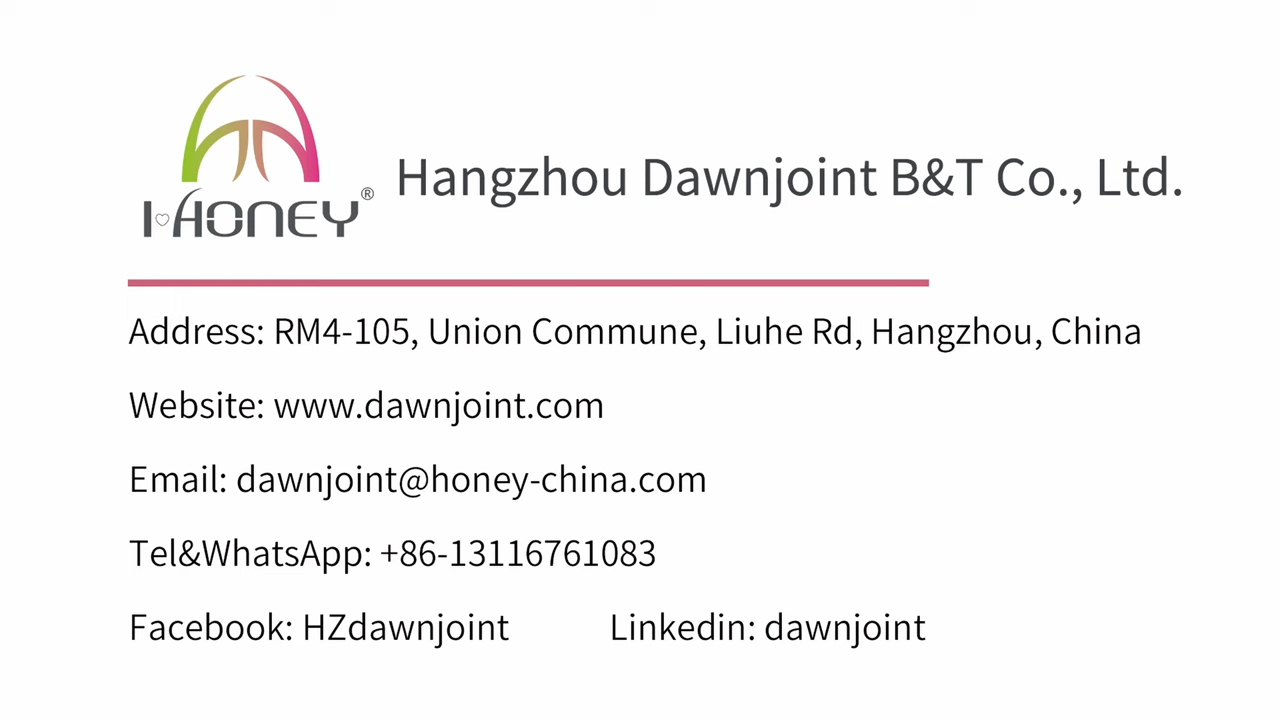 I♡HONEY®
Hangzhou Dawnjoint B&T Co., Ltd.
Address: RM4-105, Union Commune, Liuhe Rd, Hangzhou, China
Website: www.dawnjoint.com
Email: dawnjoint@honey-china.com
Tel&WhatsApp: +86-13116761083
Facebook: HZdawnjoint Linkedin: dawnjoint